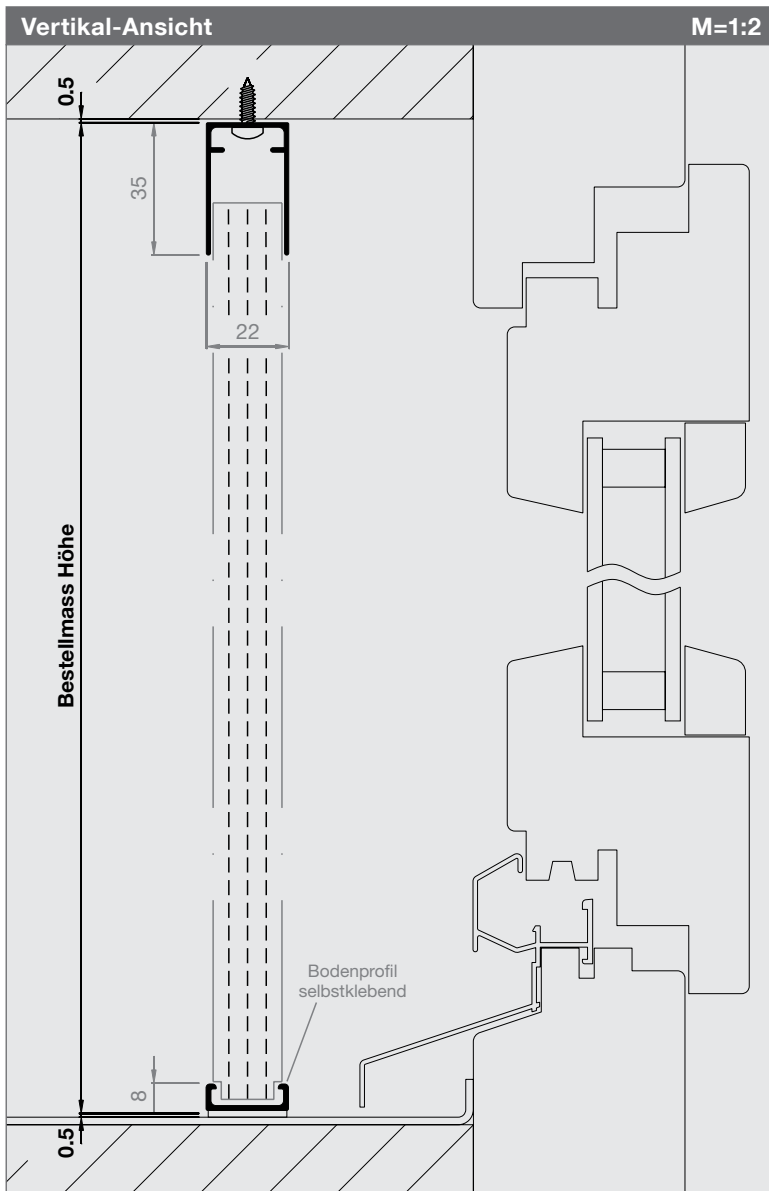 Vertikal-Ansicht M=1:2
0.5
35
22
Bestellmass Höhe
Bodenprofil
selbstklebend
8
0.5